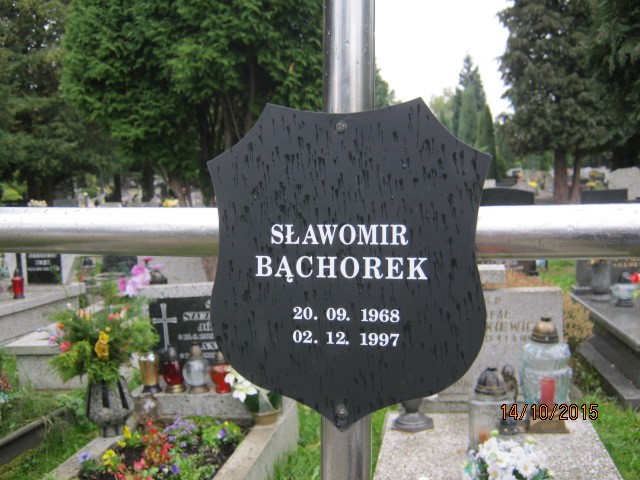 SŁAWOMIR
BĄCHOREK
20. 09. 1968
02. 12. 1997
14/10/2015